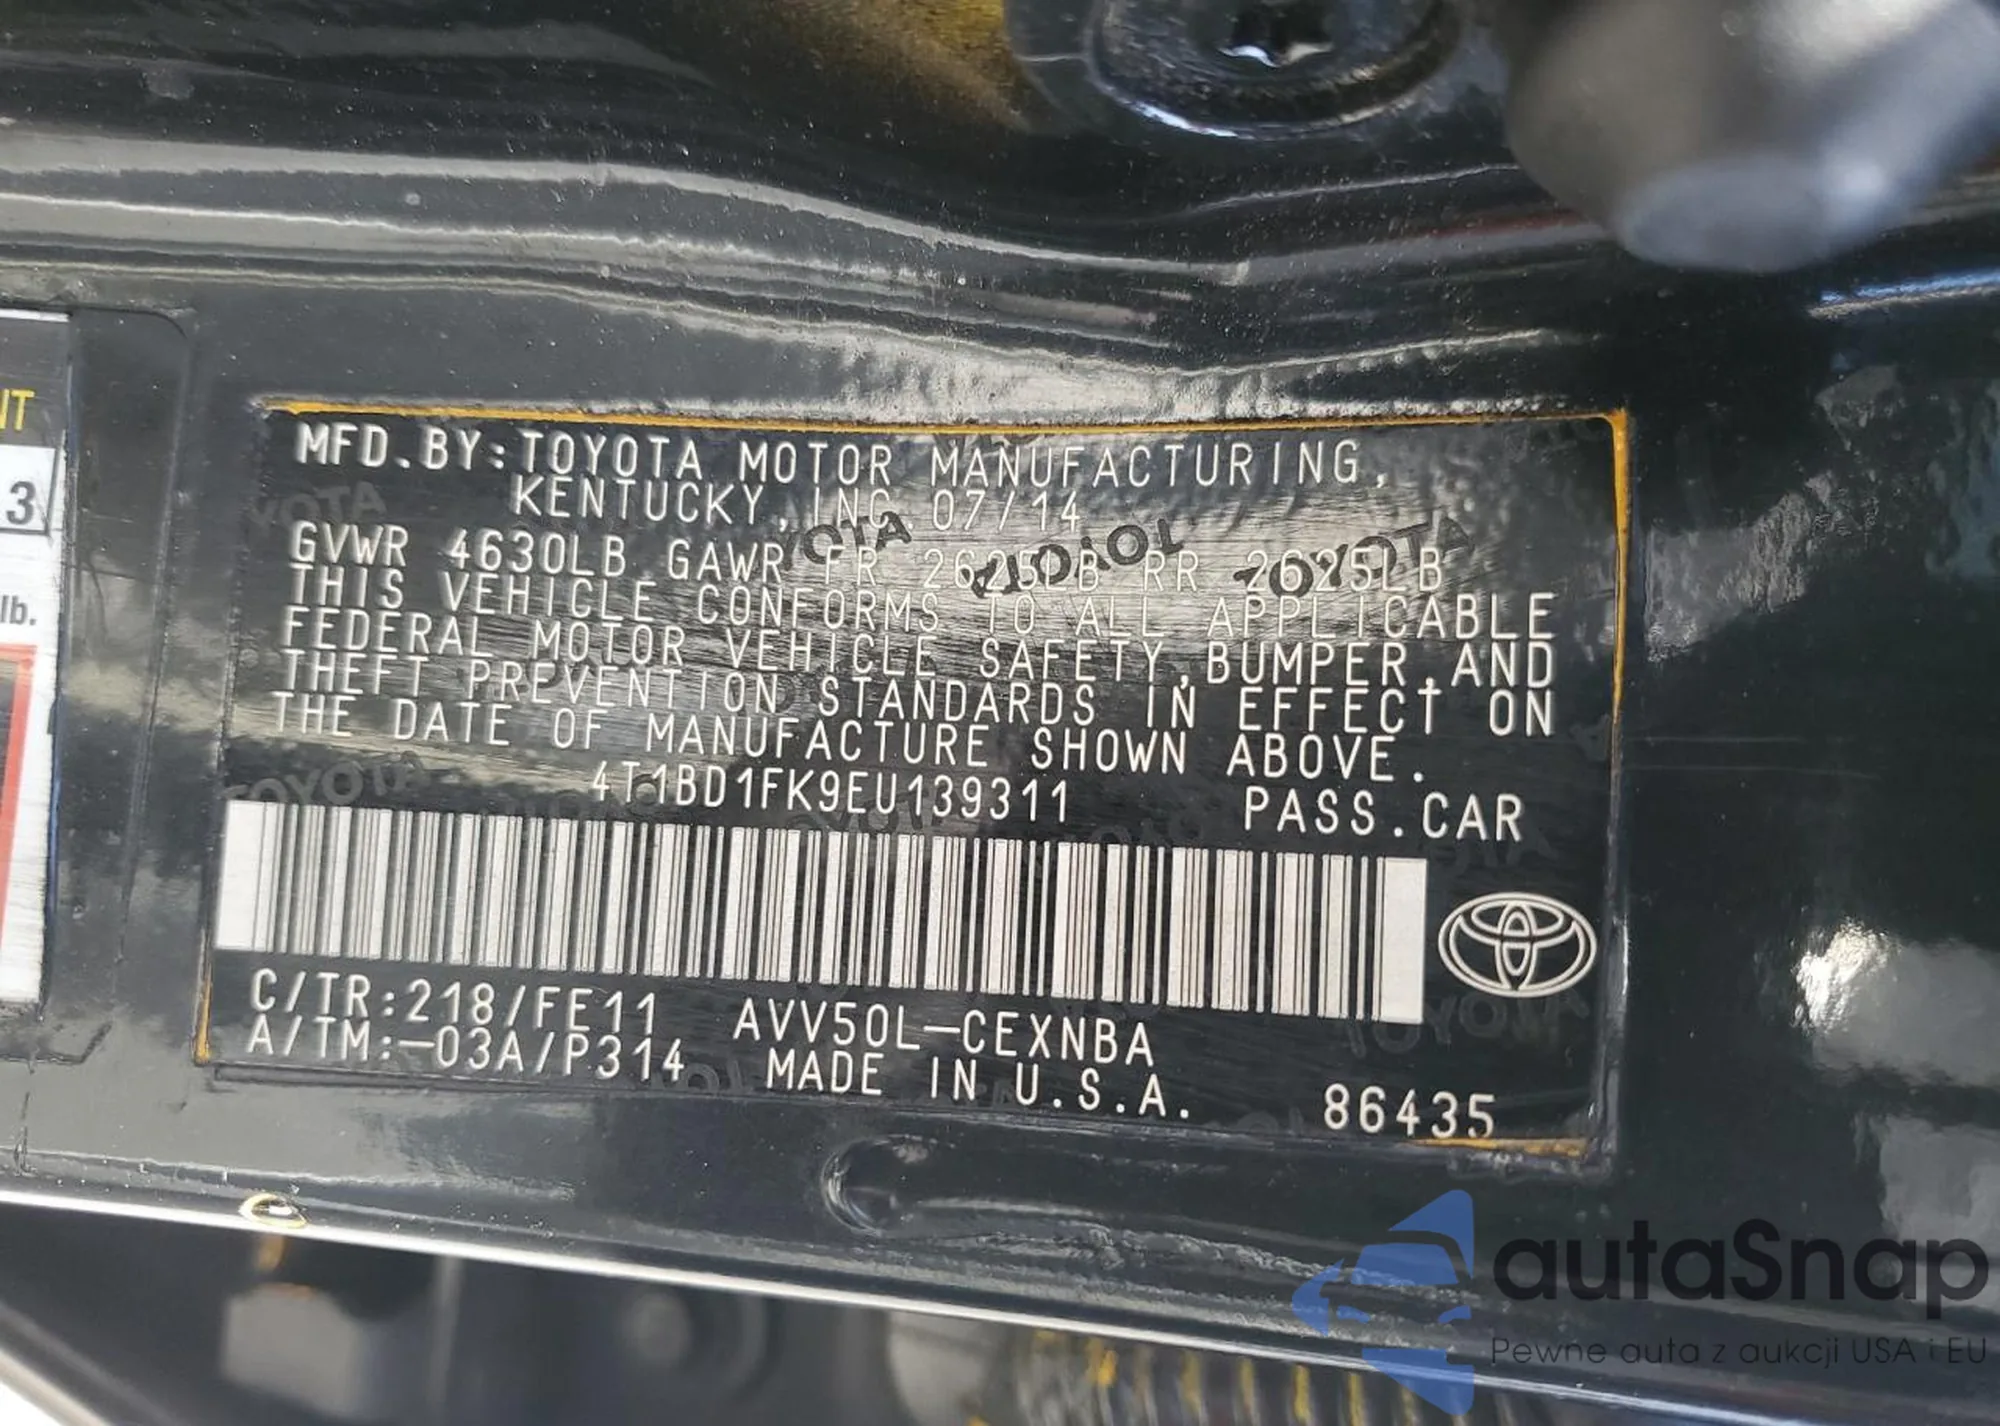 NT
3
lb.
MFD.BY:TOYOTA MOTOR MANUFACTURING,
KENTUCKY, INC. 07/14
GVWR 4630LB GAWR FR 2625LB RR 2625LB
THIS VEHICLE CONFORMS TO ALL APPLICABLE
FEDERAL MOTOR VEHICLE SAFETY, BUMPER, AND
THEFT PREVENTION STANDARDS IN EFFECT ON
THE DATE OF MANUFACTURE SHOWN ABOVE.
4T1BD1FK9EU139311 PASS.CAR
C/TR:218/FE11 AVV50L-CEXNBA
A/TM:-03A/P314 MADE IN U.S.A.
86435
autaSnap
Pewne auta z aukcji USA i EU